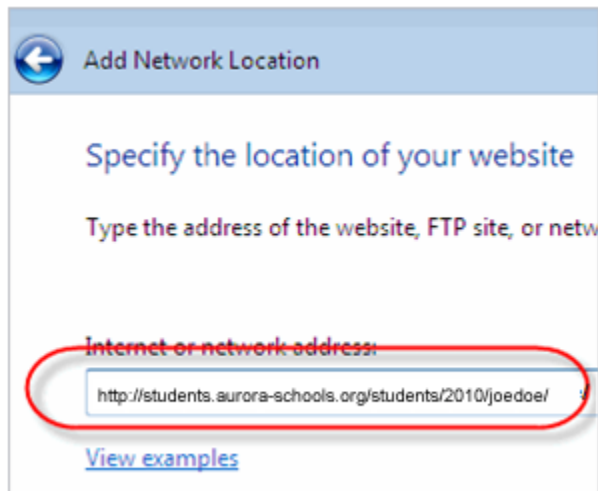 Add Network Location
Specify the location of your website
Type the address of the website, FTP site, or netw
Internet or network address:
http://students.aurora-schools.org/students/2010/joedoe/
View examples